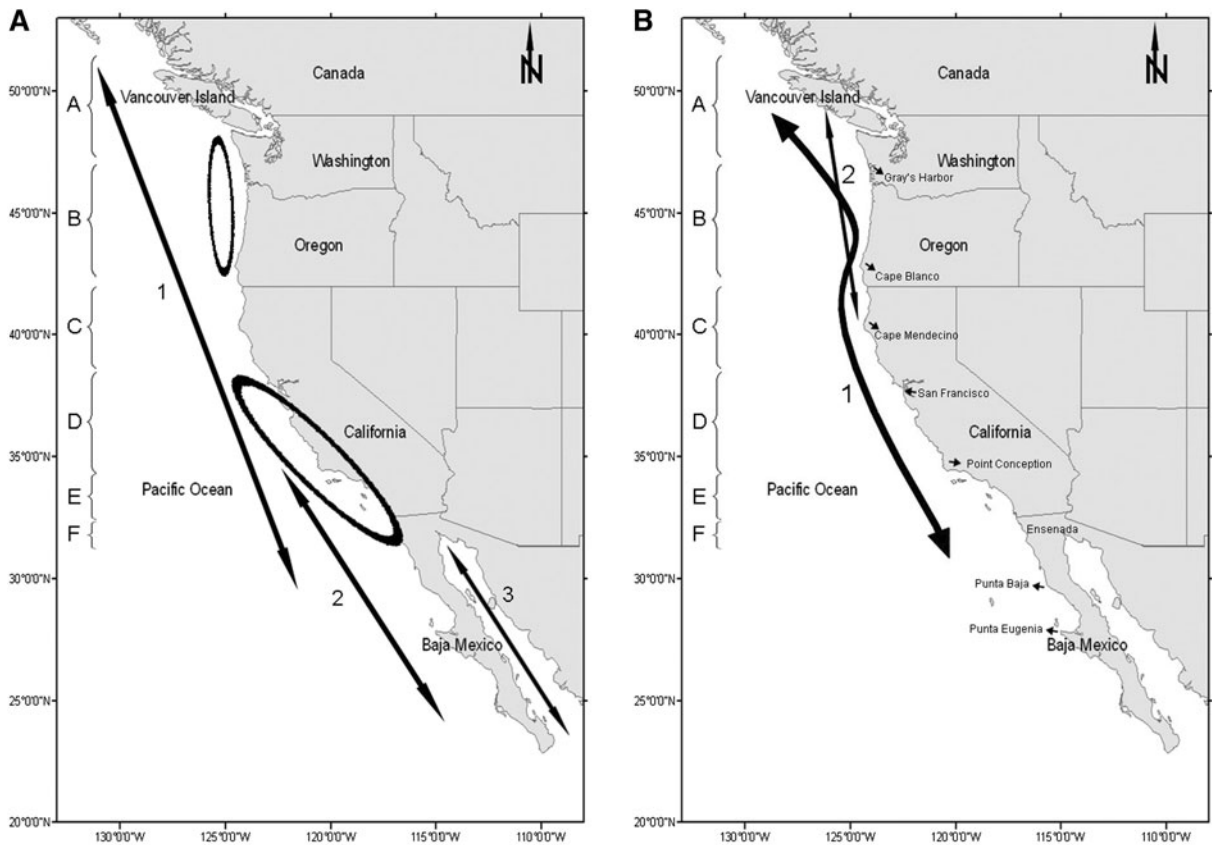 A
N
Canada
50°0'0"N
Vancouver Island
A
Washington
B
45°0'0"N
Oregon
1
C
40°0'0"N
D
California
35°0'0"N
E
Pacific Ocean
F
30°0'0"N
2
3
Baja Mexico
25°0'0"N
20°0'0"N
130°0'0"W
125°0'0"W
120°0'0"W
115°0'0"W
110°0'0"W
B
N
Canada
50°0'0"N
Vancouver Island
A
Washington
2
Gray's Harbor
B
45°0'0"N
Oregon
Cape Blanco
C
40°0'0"N
Cape Mendecino
1
San Francisco
D
California
35°0'0"N
Point Conception
E
Pacific Ocean
F
Ensenada
30°0'0"N
Punta Baja
Punta Eugenia
Baja Mexico
25°0'0"N
20°0'0"N
130°0'0"W
125°0'0"W
120°0'0"W
115°0'0"W
110°0'0"W